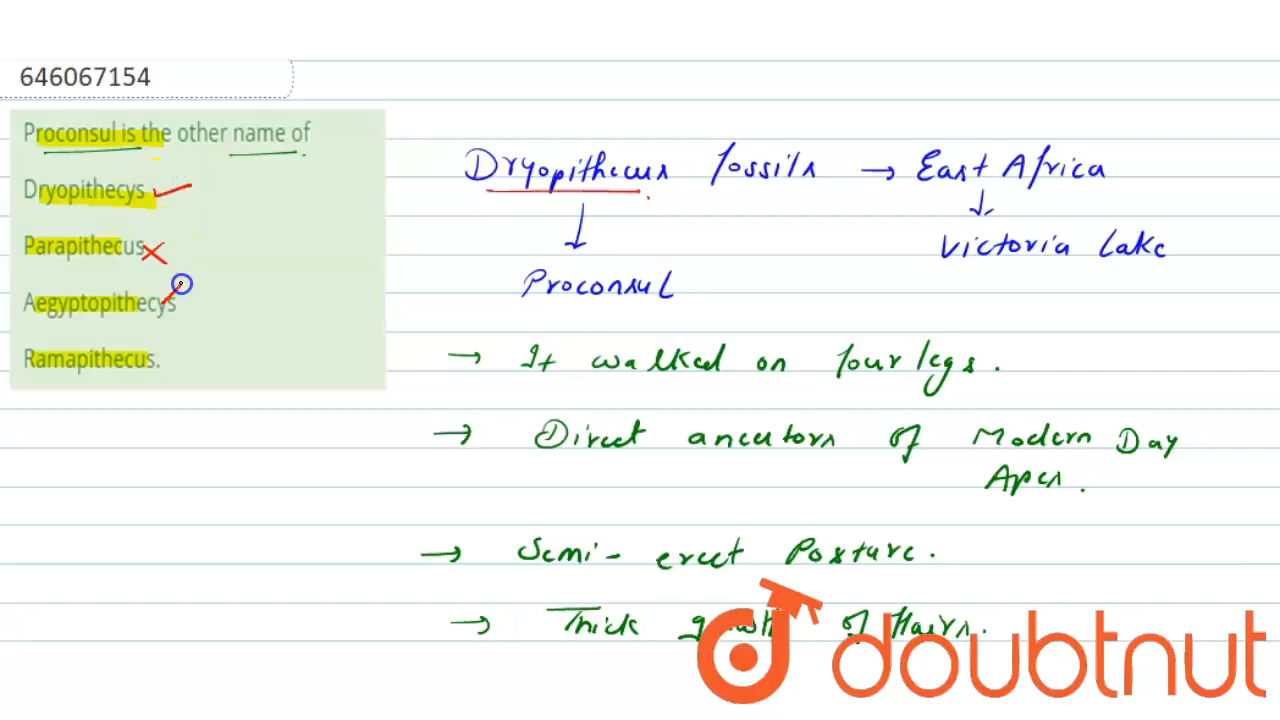 646067154
Proconsul is the other name of
Dryopithecys
Parapithecus
Aegyptopithecys
Ramapithecus.
Dryopithecus fossils → East Africa
Victoria Lake
Proconsul
→ It walked on four legs.
→ Direct ancestors of Modern Day
Apes.
→ Semi-erect Posture.
→ Thick of Hairs.
doubtnut